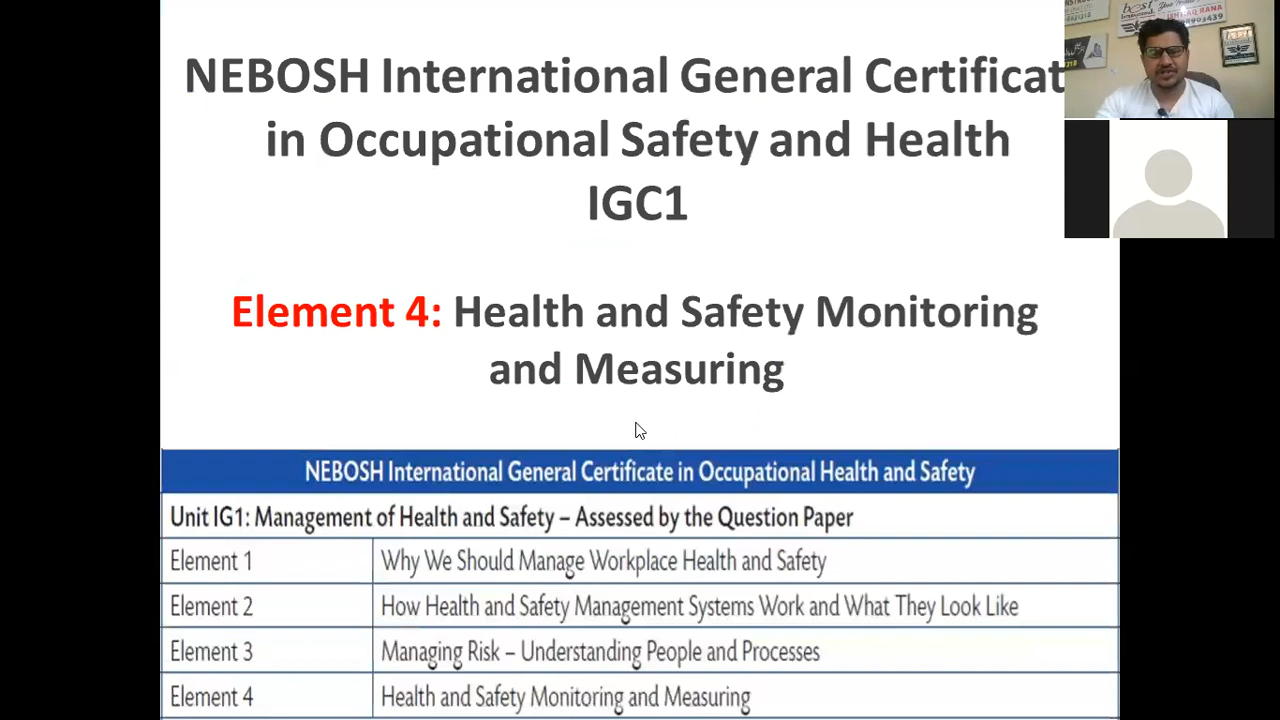 NEBOSH International General Certificat
in Occupational Safety and Health
IGC1
Element 4: Health and Safety Monitoring
and Measuring
NEBOSH International General Certificate in Occupational Health and Safety
Unit IG1: Management of Health and Safety – Assessed by the Question Paper
Element 1 Why We Should Manage Workplace Health and Safety
Element 2 How Health and Safety Management Systems Work and What They Look Like
Element 3 Managing Risk – Understanding People and Processes
Element 4 Health and Safety Monitoring and Measuring
best
RANA